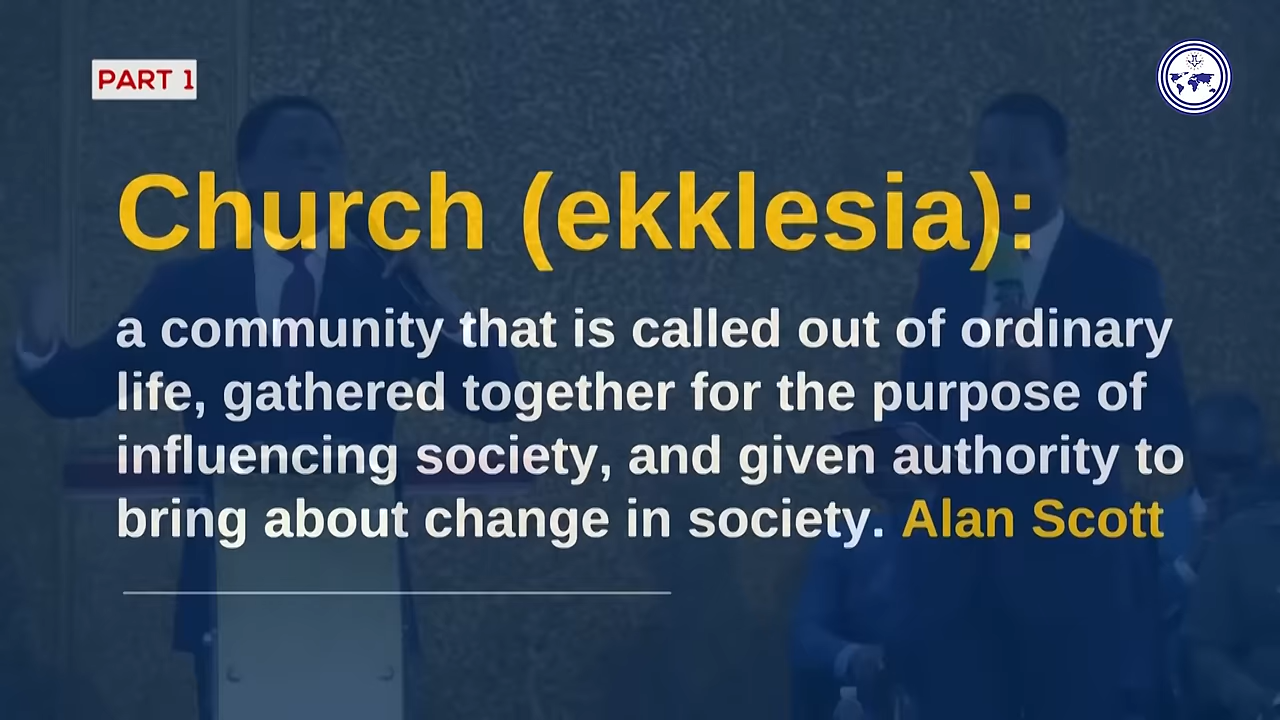 PART 1
Church (ekklesia):
a community that is called out of ordinary
life, gathered together for the purpose of
influencing society, and given authority to
bring about change in society. Alan Scott